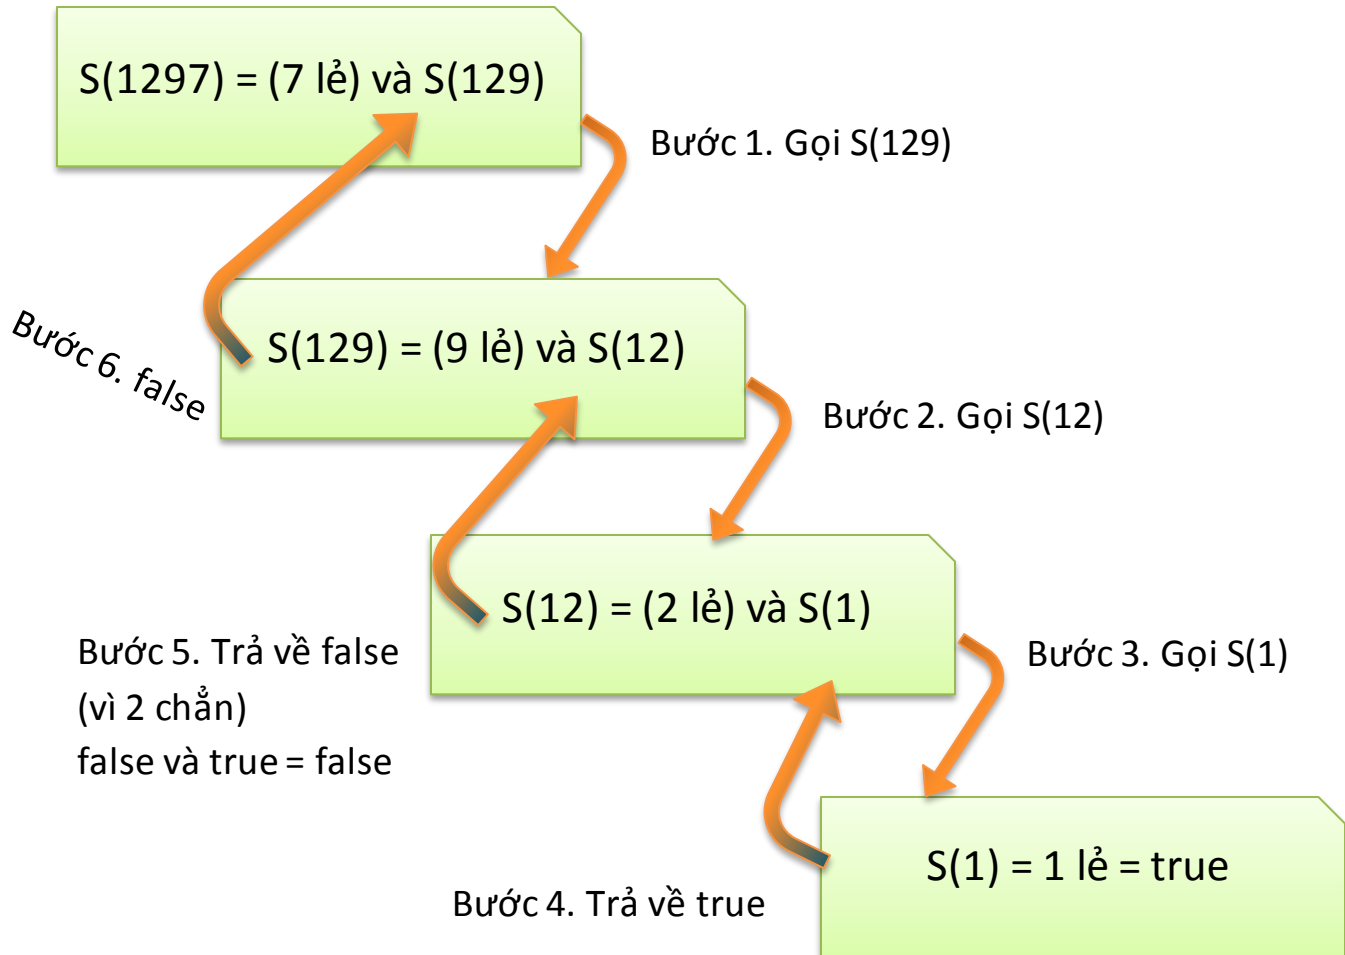 S(1297) = (7 lẻ) và S(129)
Bước 1. Gọi S(129)
S(129) = (9 lẻ) và S(12)
Bước 6. false
Bước 2. Gọi S(12)
S(12) = (2 lẻ) và S(1)
Bước 5. Trả về false
(vì 2 chẵn)
false và true = false
Bước 3. Gọi S(1)
S(1) = 1 lẻ = true
Bước 4. Trả về true